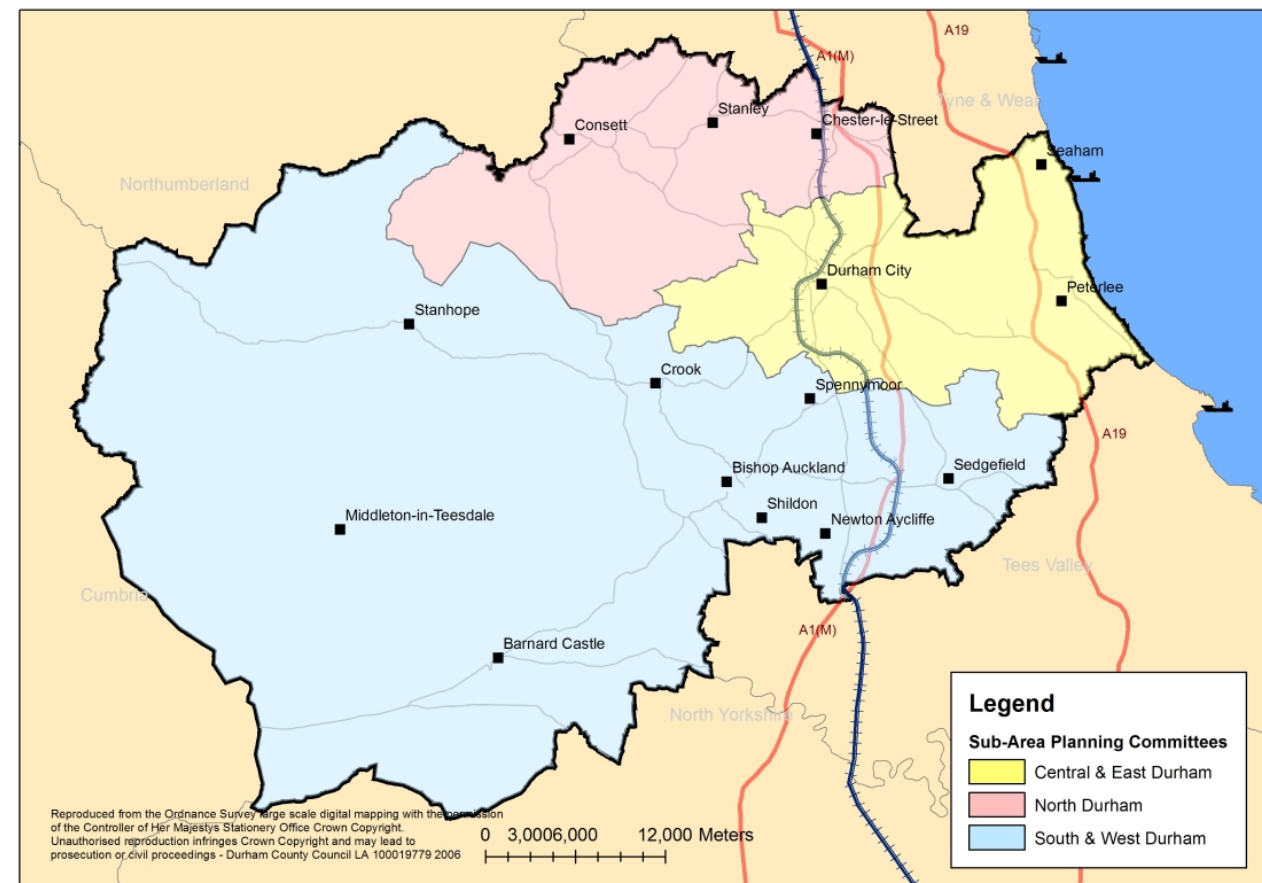 A19
A1(M)
Tyne & Wear
Stanley
Chester-le-Street
Consett
Seaham
Northumberland
Durham City
Peterlee
Stanhope
Crook
Spennymoor
A19
Bishop Auckland
Sedgefield
Shildon
Middleton-in-Teesdale
Newton Aycliffe
Tees Valley
Cumbria
A1(M)
Barnard Castle
North Yorkshire
Legend
Sub-Area Planning Committees
Central & East Durham
North Durham
South & West Durham
Reproduced from the Ordnance Survey large scale digital mapping with the permission
of the Controller of Her Majestys Stationery Office Crown Copyright.
Unauthorised reproduction infringes Crown Copyright and may lead to
prosecution or civil proceedings - Durham County Council LA 100019779 2006
0 3,000 6,000 12,000 Meters